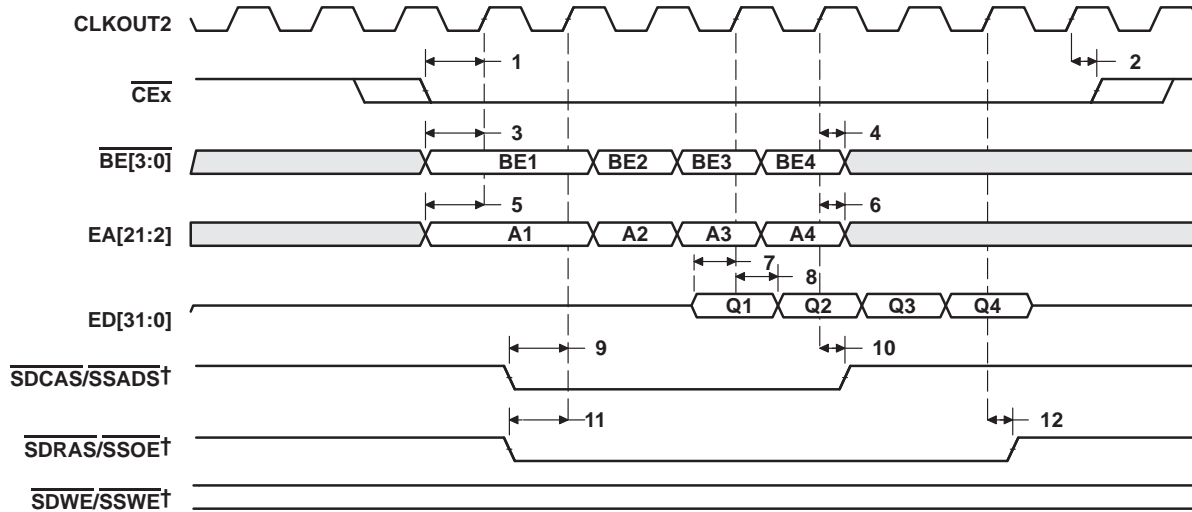 CLKOUT2
1 2
CEx
3 4
BE[3:0] BE1 BE2 BE3 BE4
5 6
EA[21:2] A1 A2 A3 A4
7 8
ED[31:0] Q1 Q2 Q3 Q4
9 10
SDCAS/SSADS†
11 12
SDRAS/SSOE†
SDWE/SSWE†